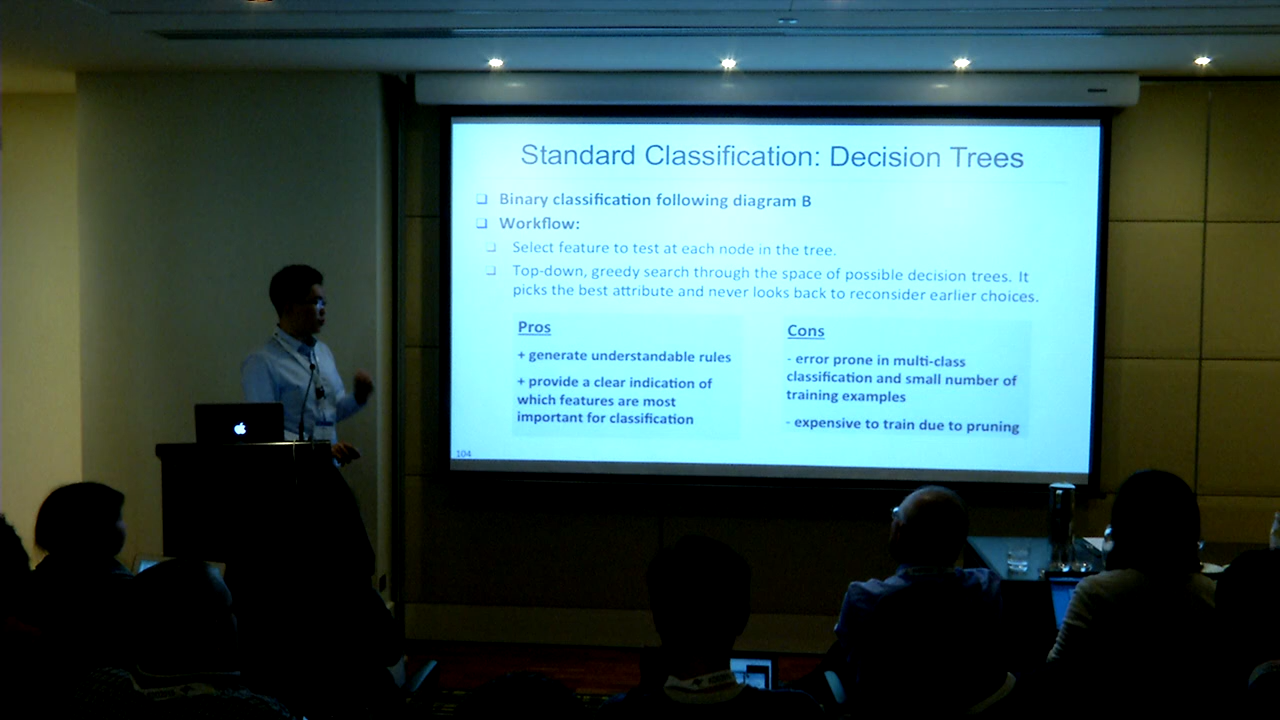 Standard Classification: Decision Trees
❑ Binary classification following diagram B
❑ Workflow:
❑ Select feature to test at each node in the tree.
❑ Top-down, greedy search through the space of possible decision trees. It
picks the best attribute and never looks back to reconsider earlier choices.
Pros
+ generate understandable rules
+ provide a clear indication of
which features are most
important for classification
Cons
- error prone in multi-class
classification and small number of
training examples
- expensive to train due to pruning
104